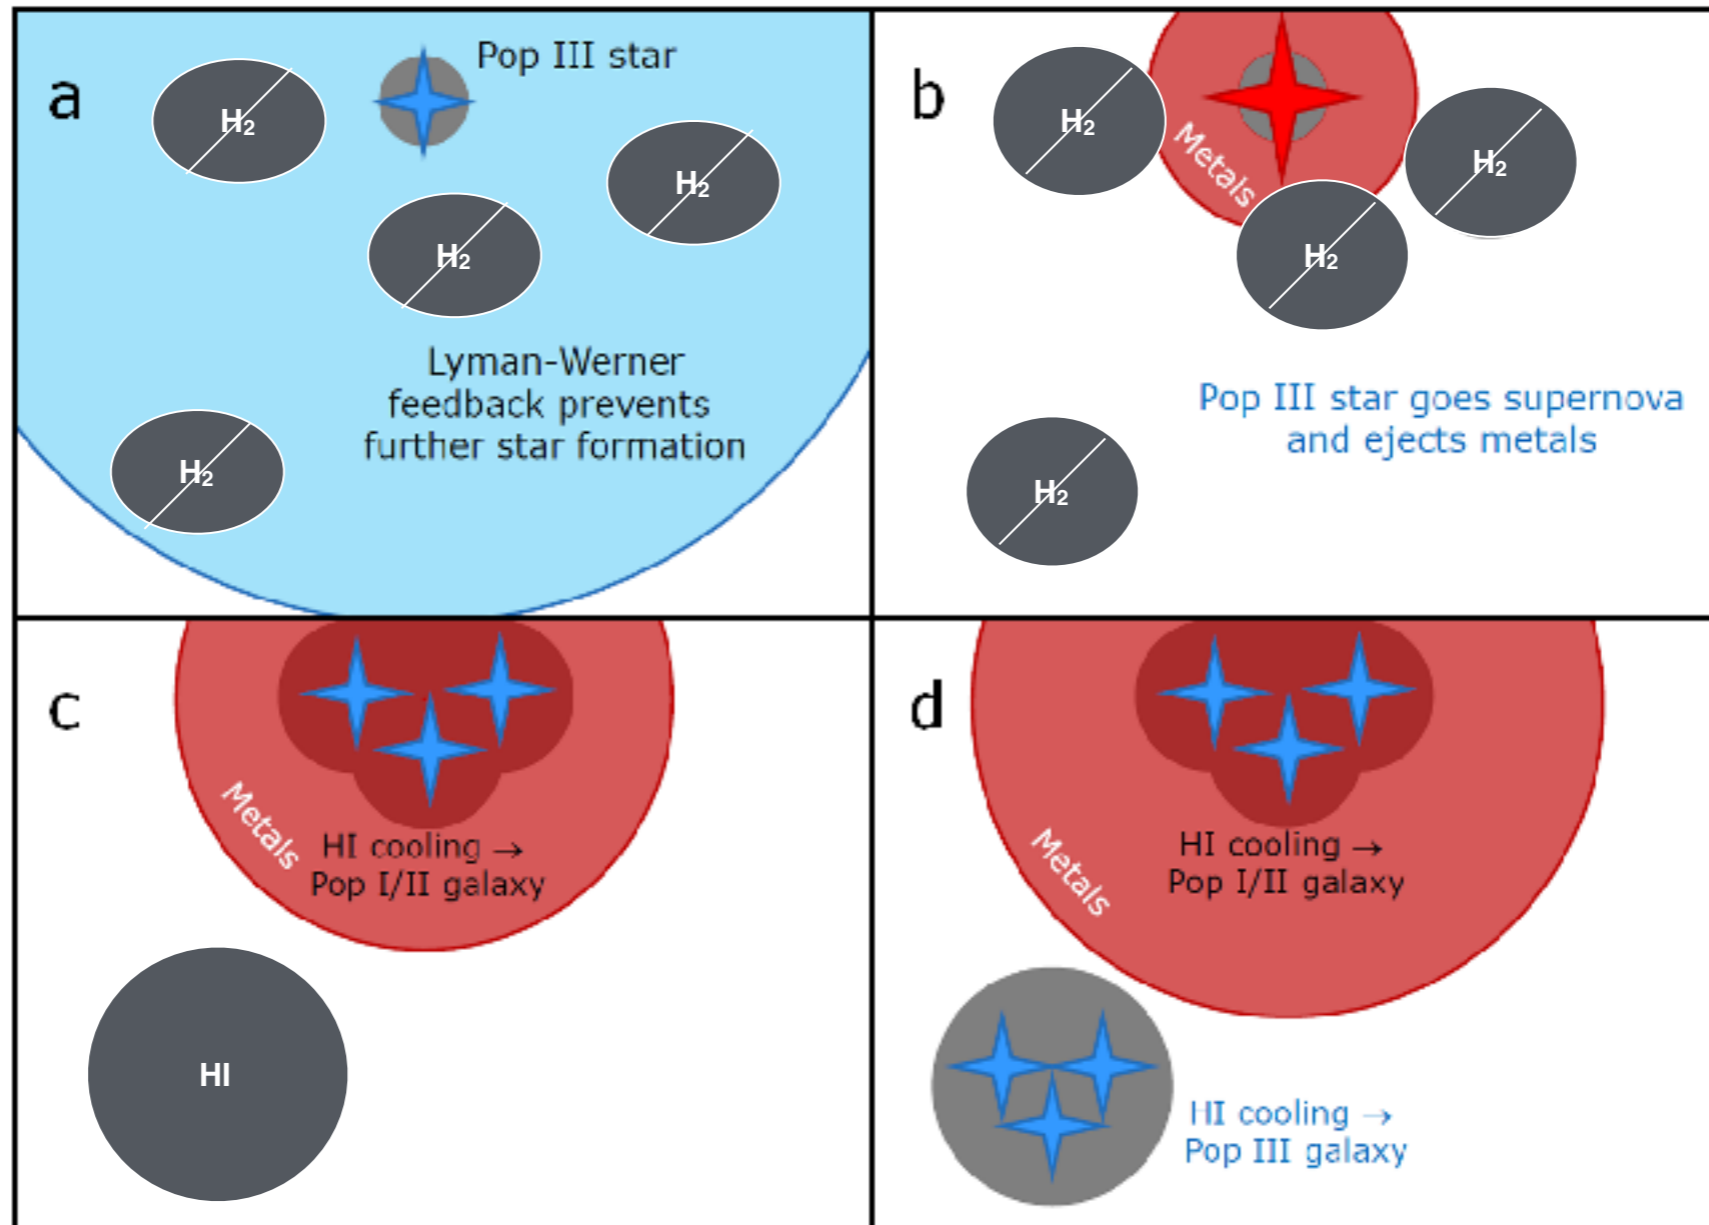 a
Pop III star
H₂
H₂
H₂
H₂
Lyman-Werner
feedback prevents
further star formation
b
H₂
H₂
H₂
H₂
Metals
Pop III star goes supernova
and ejects metals
c
Metals
HI cooling →
Pop I/II galaxy
HI
d
Metals
HI cooling →
Pop I/II galaxy
HI cooling →
Pop III galaxy